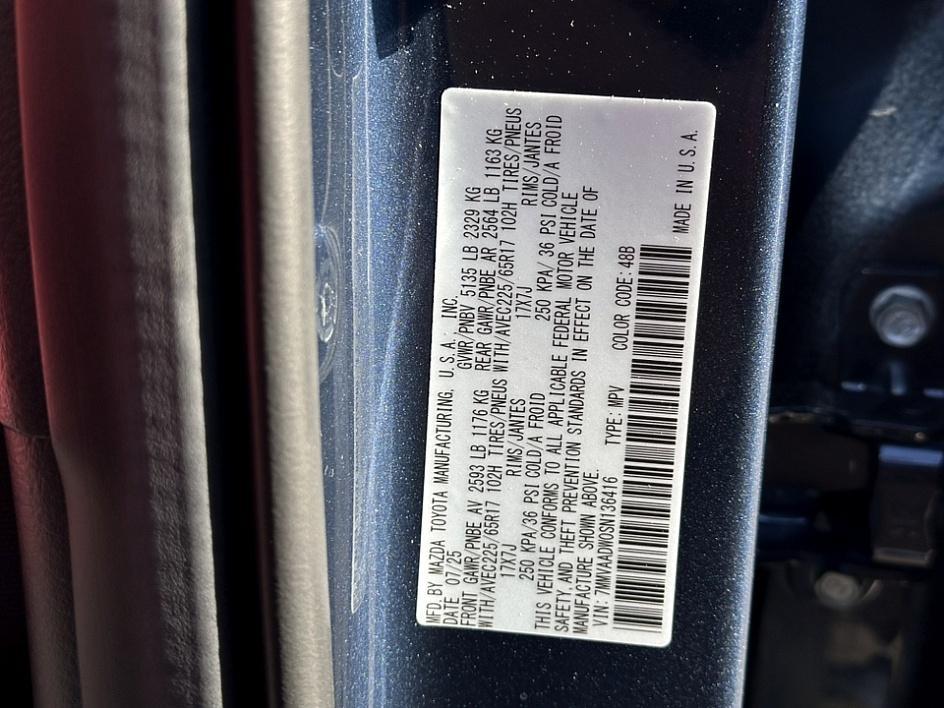 MFD. BY MAZDA TOYOTA MANUFACTURING, U.S.A., INC.
DATE 07/25 GVWR/PNBV 5135 LB 2329 KG
FRONT GAWR/PNBE AV 2593 LB 1176 KG REAR GAWR/PNBE AR 2564 LB 1163 KG
WITH/AVEC225/65R17 102H TIRES/PNEUS WITH/AVEC225/65R17 102H TIRES/PNEUS
17X7J RIMS/JANTES 17X7J RIMS/JANTES
250 KPA/36 PSI COLD/A FROID 250 KPA/36 PSI COLD/A FROID
THIS VEHICLE CONFORMS TO ALL APPLICABLE FEDERAL MOTOR VEHICLE
SAFETY, AND THEFT PREVENTION STANDARDS IN EFFECT ON THE DATE OF
MANUFACTURE SHOWN ABOVE.
VIN: 7MMVAADW0SN136416 TYPE: MPV COLOR CODE: 48B
MADE IN U.S.A.